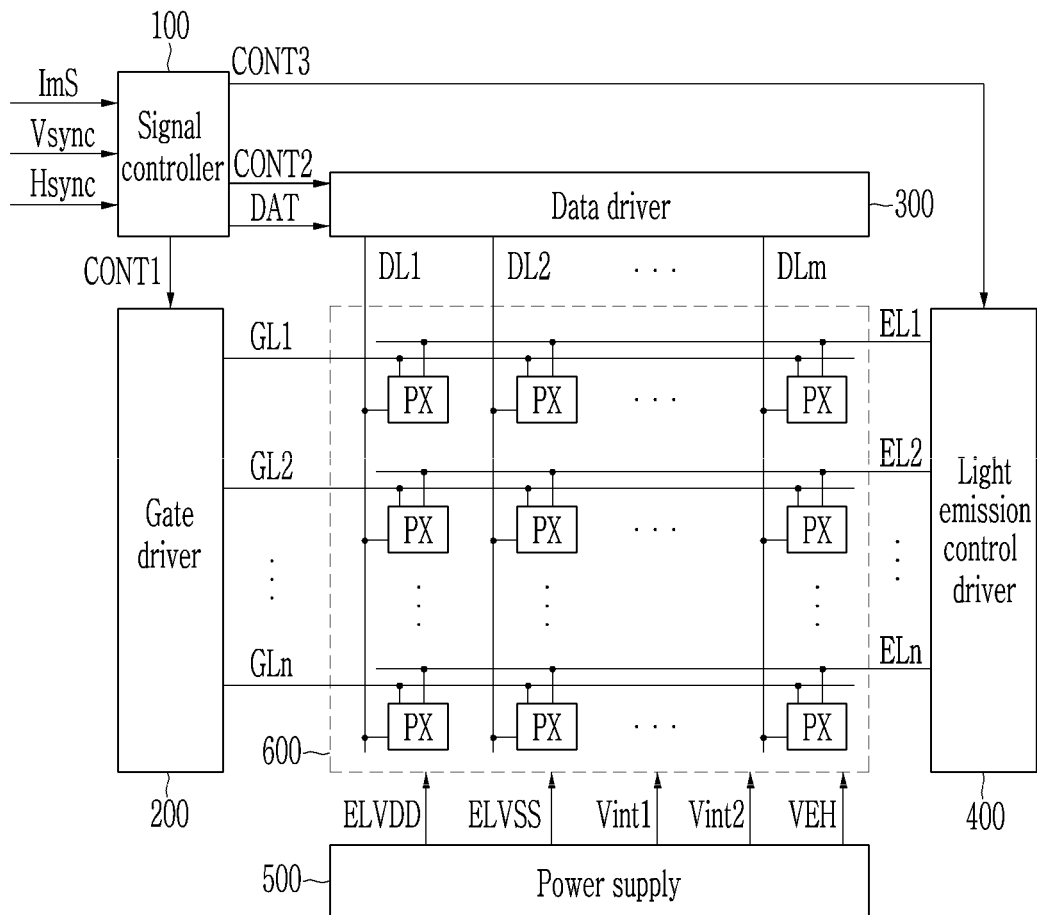 100
CONT3
ImS
Vsync
Hsync
Signal
controller
CONT2
DAT
Data driver
300
CONT1
DL1
DL2
. . .
DLm
GL1
EL1
PX
PX
. . .
PX
GL2
EL2
PX
PX
. . .
PX
Gate
driver
Light
emission
control
driver
GLn
ELn
PX
PX
. . .
PX
600
200
400
ELVDD
ELVSS
Vint1
Vint2
VEH
500
Power supply